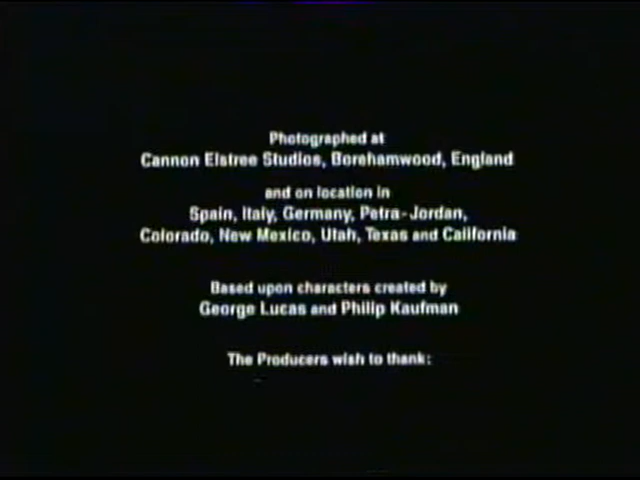 Photographed at
Cannon Elstree Studios, Borehamwood, England
and on location in
Spain, Italy, Germany, Petra-Jordan,
Colorado, New Mexico, Utah, Texas and California
Based upon characters created by
George Lucas and Philip Kaufman
The Producers wish to thank: